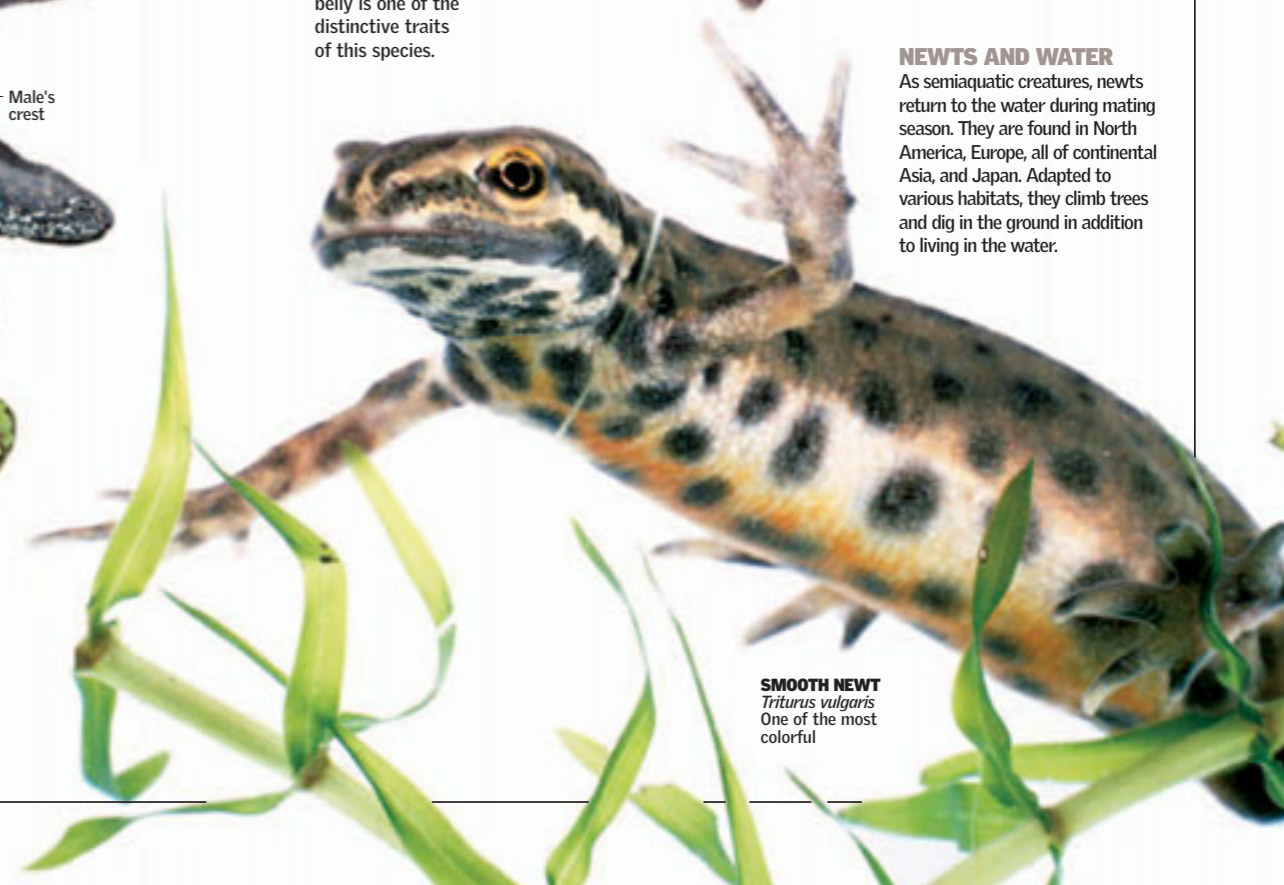 belly is one of the
distinctive traits
of this species.
Male's
crest
NEWTS AND WATER
As semiaquatic creatures, newts
return to the water during mating
season. They are found in North
America, Europe, all of continental
Asia, and Japan. Adapted to
various habitats, they climb trees
and dig in the ground in addition
to living in the water.
SMOOTH NEWT
Triturus vulgaris
One of the most
colorful